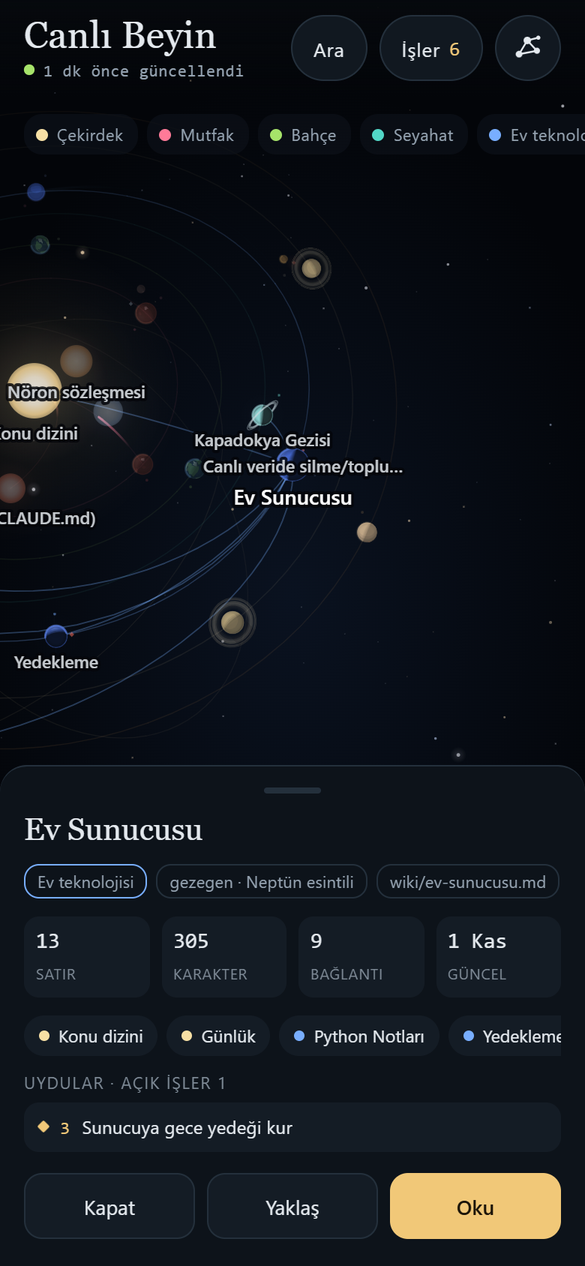 Canlı Beyin
1 dk önce güncellendi
Ara
İşler 6
Çekirdek
Mutfak
Bahçe
Seyahat
Ev teknolo
Nöron sözleşmesi
Konu dizini
Kapadokya Gezisi
Canlı veride silme/toplu...
Ev Sunucusu
CLAUDE.md)
Yedekleme
Ev Sunucusu
Ev teknolojisi
gezegen · Neptün esintili
wiki/ev-sunucusu.md
13
SATIR
305
KARAKTER
9
BAĞLANTI
1 Kas
GÜNCEL
Konu dizini
Günlük
Python Notları
Yedekleme
UYDULAR · AÇIK İŞLER 1
3 Sunucuya gece yedeği kur
Kapat
Yaklaş
Oku